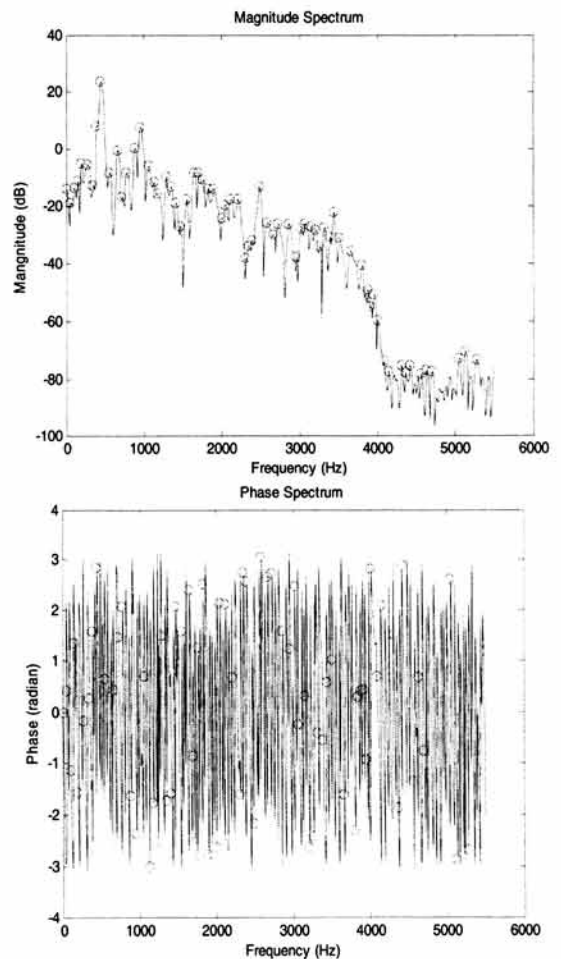 Magnitude Spectrum
40
20
0
-20
-40
-60
-80
-100
Mangnitude (dB)
0 1000 2000 3000 4000 5000 6000
Frequency (Hz)
Phase Spectrum
4
3
2
1
0
-1
-2
-3
-4
Phase (radian)
0 1000 2000 3000 4000 5000 6000
Frequency (Hz)